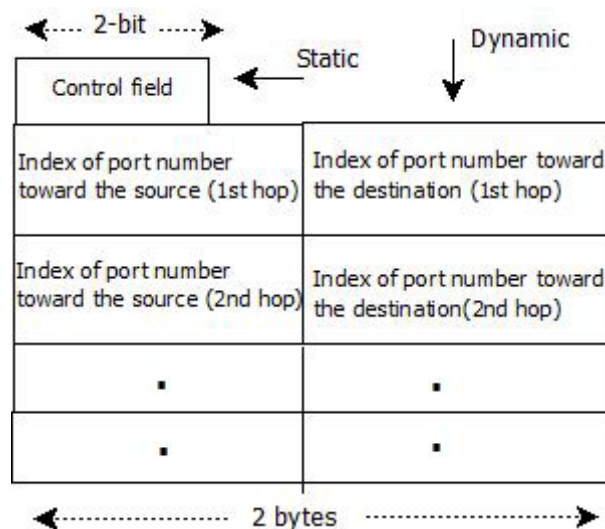 2-bit
Dynamic
Static
Control field
Index of port number
toward the source (1st hop)
Index of port number toward
the destination (1st hop)
Index of port number
toward the source (2nd hop)
Index of port number toward
the destination(2nd hop)
2 bytes